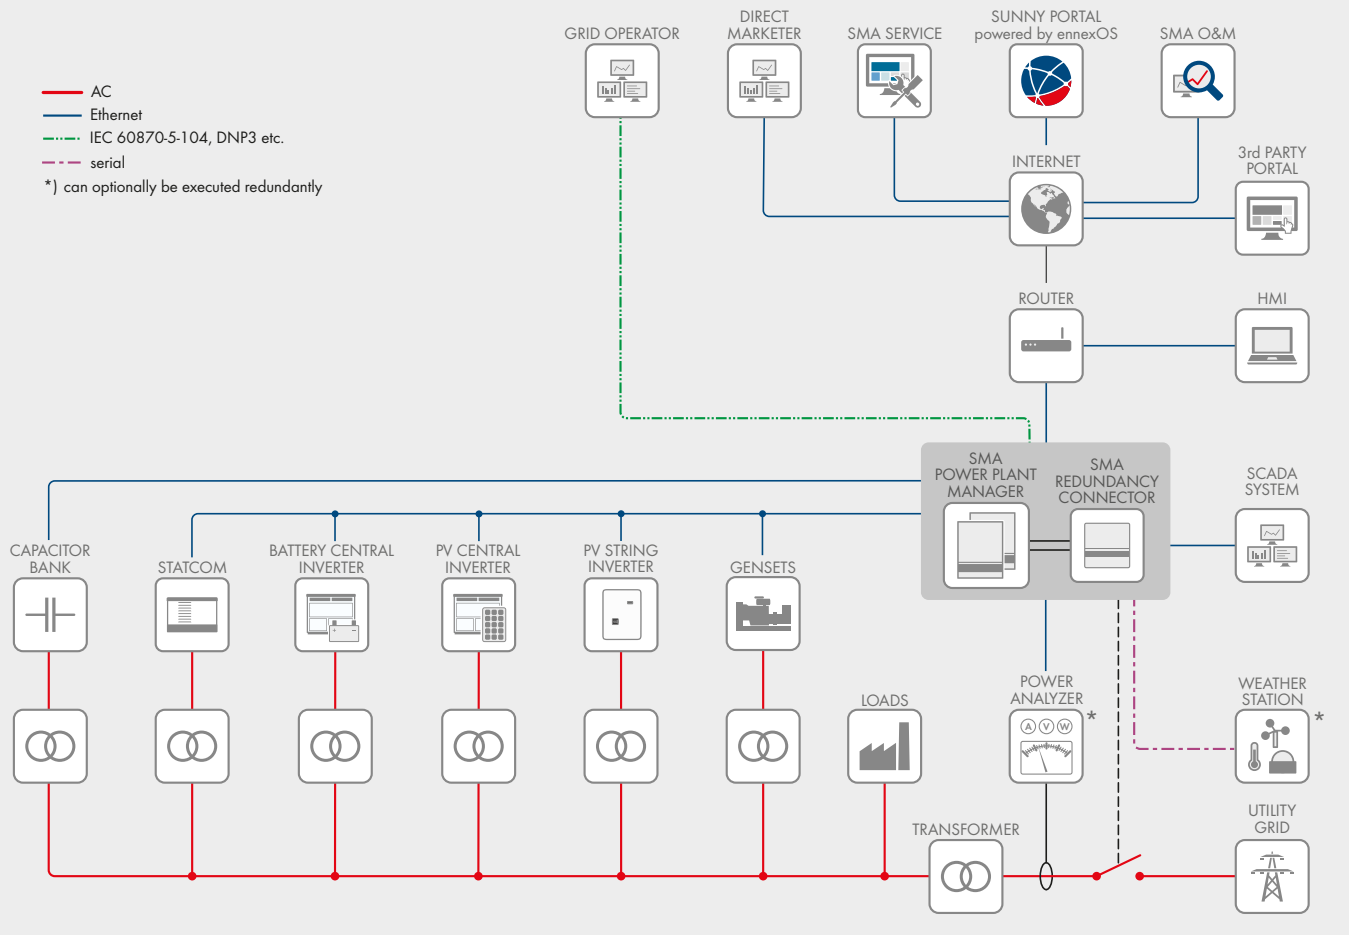 GRID OPERATOR
DIRECT
MARKETER
SMA SERVICE
SUNNY PORTAL
powered by ennexOS
SMA O&M
AC
Ethernet
IEC 60870-5-104, DNP3 etc.
serial
*) can optionally be executed redundantly
INTERNET
3rd PARTY
PORTAL
ROUTER
HMI
SMA
POWER PLANT
MANAGER
SMA
REDUNDANCY
CONNECTOR
SCADA
SYSTEM
CAPACITOR
BANK
STATCOM
BATTERY CENTRAL
INVERTER
PV CENTRAL
INVERTER
PV STRING
INVERTER
GENSETS
LOADS
POWER
ANALYZER
*
A V W
WEATHER
STATION
*
TRANSFORMER
UTILITY
GRID